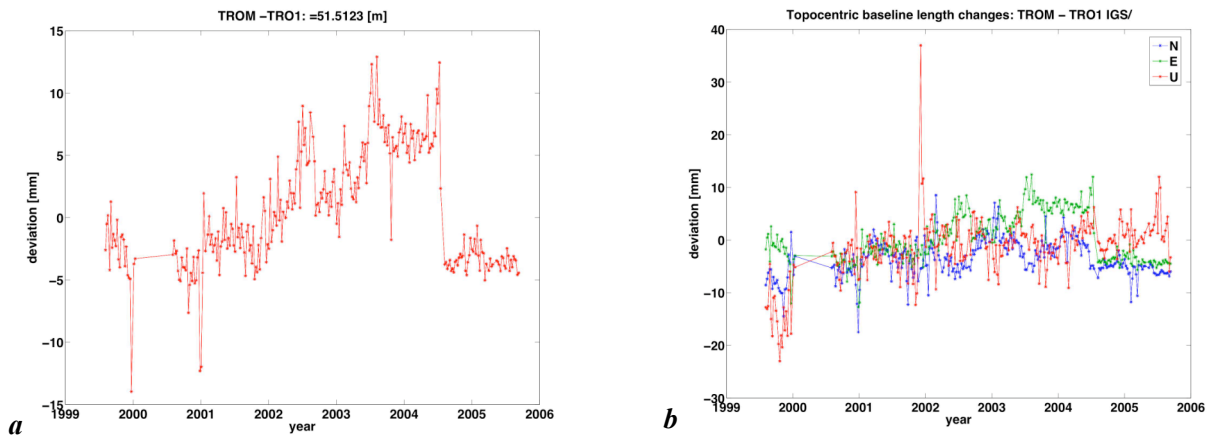 TROM -TRO1: =51.5123 [m]
15
10
5
0
−5
−10
−15
deviation [mm]
1999 2000 2001 2002 2003 2004 2005 2006
year
a
Topocentric baseline length changes: TROM − TRO1 IGS/
40
30
20
10
0
−10
−20
−30
deviation [mm]
N
E
U
1999 2000 2001 2002 2003 2004 2005 2006
year
b